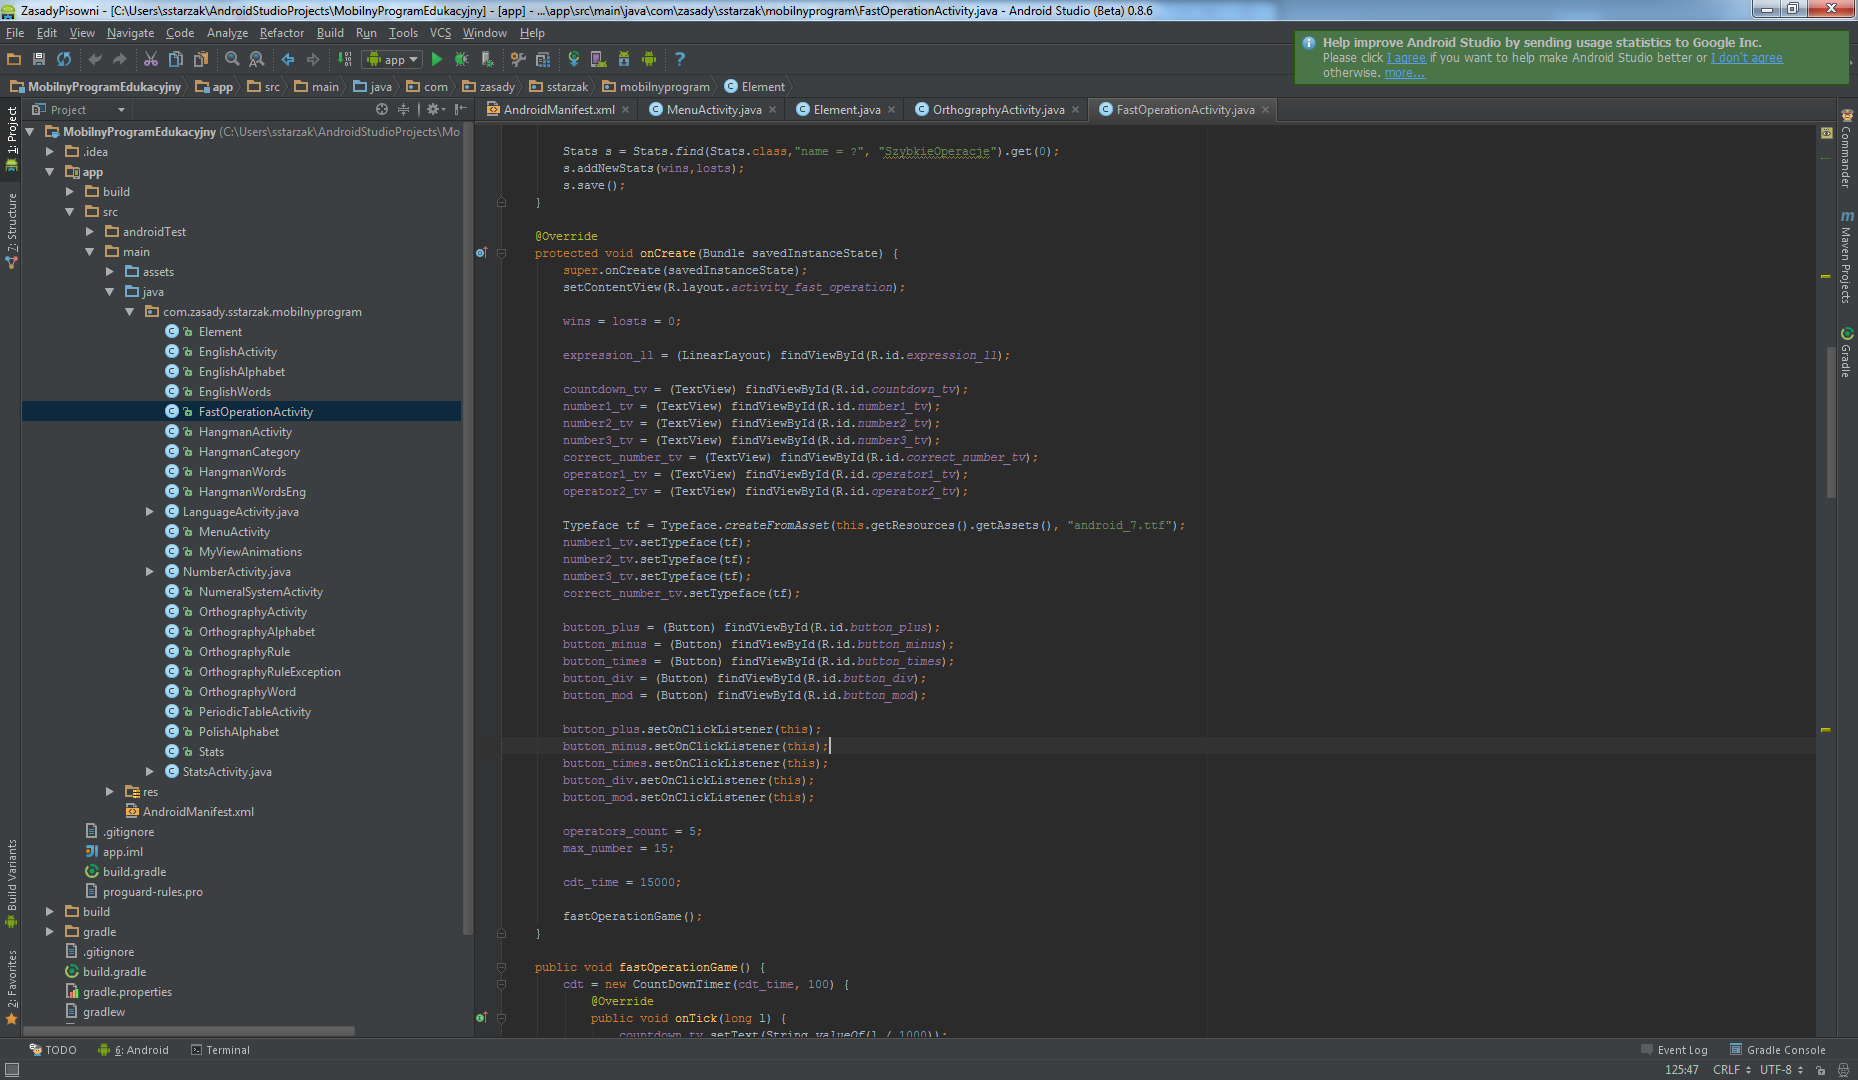 ZasadyPisowni - [C:\Users\sstarzak\AndroidStudioProjects\MobilnyProgramEdukacyjny] - [app] - ...\app\src\main\java\com\zasady\sstarzak\mobilnyprogram\FastOperationActivity.java - Android Studio (Beta) 0.8.6
File Edit View Navigate Code Analyze Refactor Build Run Tools VCS Window Help
app
Help improve Android Studio by sending usage statistics to Google Inc.
Please click I agree if you want to help make Android Studio better or I don't agree
otherwise. more...
MobilnyProgramEdukacyjny app src main java com zasady sstarzak mobilnyprogram Element
Project
AndroidManifest.xml MenuActivity.java Element.java OrthographyActivity.java FastOperationActivity.java
1: Project
7: Structure
Build Variants
2: Favorites
MobilnyProgramEdukacyjny (C:\Users\sstarzak\AndroidStudioProjects\Mo
.idea
app
build
src
androidTest
main
assets
java
com.zasady.sstarzak.mobilnyprogram
Element
EnglishActivity
EnglishAlphabet
EnglishWords
FastOperationActivity
HangmanActivity
HangmanCategory
HangmanWords
HangmanWordsEng
LanguageActivity.java
MenuActivity
MyViewAnimations
NumberActivity.java
NumeralSystemActivity
OrthographyActivity
OrthographyAlphabet
OrthographyRule
OrthographyRuleException
OrthographyWord
PeriodicTableActivity
PolishAlphabet
Stats
StatsActivity.java
res
AndroidManifest.xml
.gitignore
app.iml
build.gradle
proguard-rules.pro
build
gradle
.gitignore
build.gradle
gradle.properties
gradlew
Stats s = Stats.find(Stats.class,"name = ?", "SzybkieOperacje").get(0);
s.addNewStats(wins,losts);
s.save();
}
@Override
protected void onCreate(Bundle savedInstanceState) {
super.onCreate(savedInstanceState);
setContentView(R.layout.activity_fast_operation);
wins = losts = 0;
expression_ll = (LinearLayout) findViewById(R.id.expression_ll);
countdown_tv = (TextView) findViewById(R.id.countdown_tv);
number1_tv = (TextView) findViewById(R.id.number1_tv);
number2_tv = (TextView) findViewById(R.id.number2_tv);
number3_tv = (TextView) findViewById(R.id.number3_tv);
correct_number_tv = (TextView) findViewById(R.id.correct_number_tv);
operator1_tv = (TextView) findViewById(R.id.operator1_tv);
operator2_tv = (TextView) findViewById(R.id.operator2_tv);
Typeface tf = Typeface.createFromAsset(this.getResources().getAssets(), "android_7.ttf");
number1_tv.setTypeface(tf);
number2_tv.setTypeface(tf);
number3_tv.setTypeface(tf);
correct_number_tv.setTypeface(tf);
button_plus = (Button) findViewById(R.id.button_plus);
button_minus = (Button) findViewById(R.id.button_minus);
button_times = (Button) findViewById(R.id.button_times);
button_div = (Button) findViewById(R.id.button_div);
button_mod = (Button) findViewById(R.id.button_mod);
button_plus.setOnClickListener(this);
button_minus.setOnClickListener(this);
button_times.setOnClickListener(this);
button_div.setOnClickListener(this);
button_mod.setOnClickListener(this);
operators_count = 5;
max_number = 15;
cdt_time = 15000;
fastOperationGame();
}
public void fastOperationGame() {
cdt = new CountDownTimer(cdt_time, 100) {
@Override
public void onTick(long l) {
countdown_tv.setText(String.valueOf(l / 1000));
Commander
Maven Projects
Gradle
TODO 6: Android Terminal Event Log Gradle Console
125:47 CRLF UTF-8